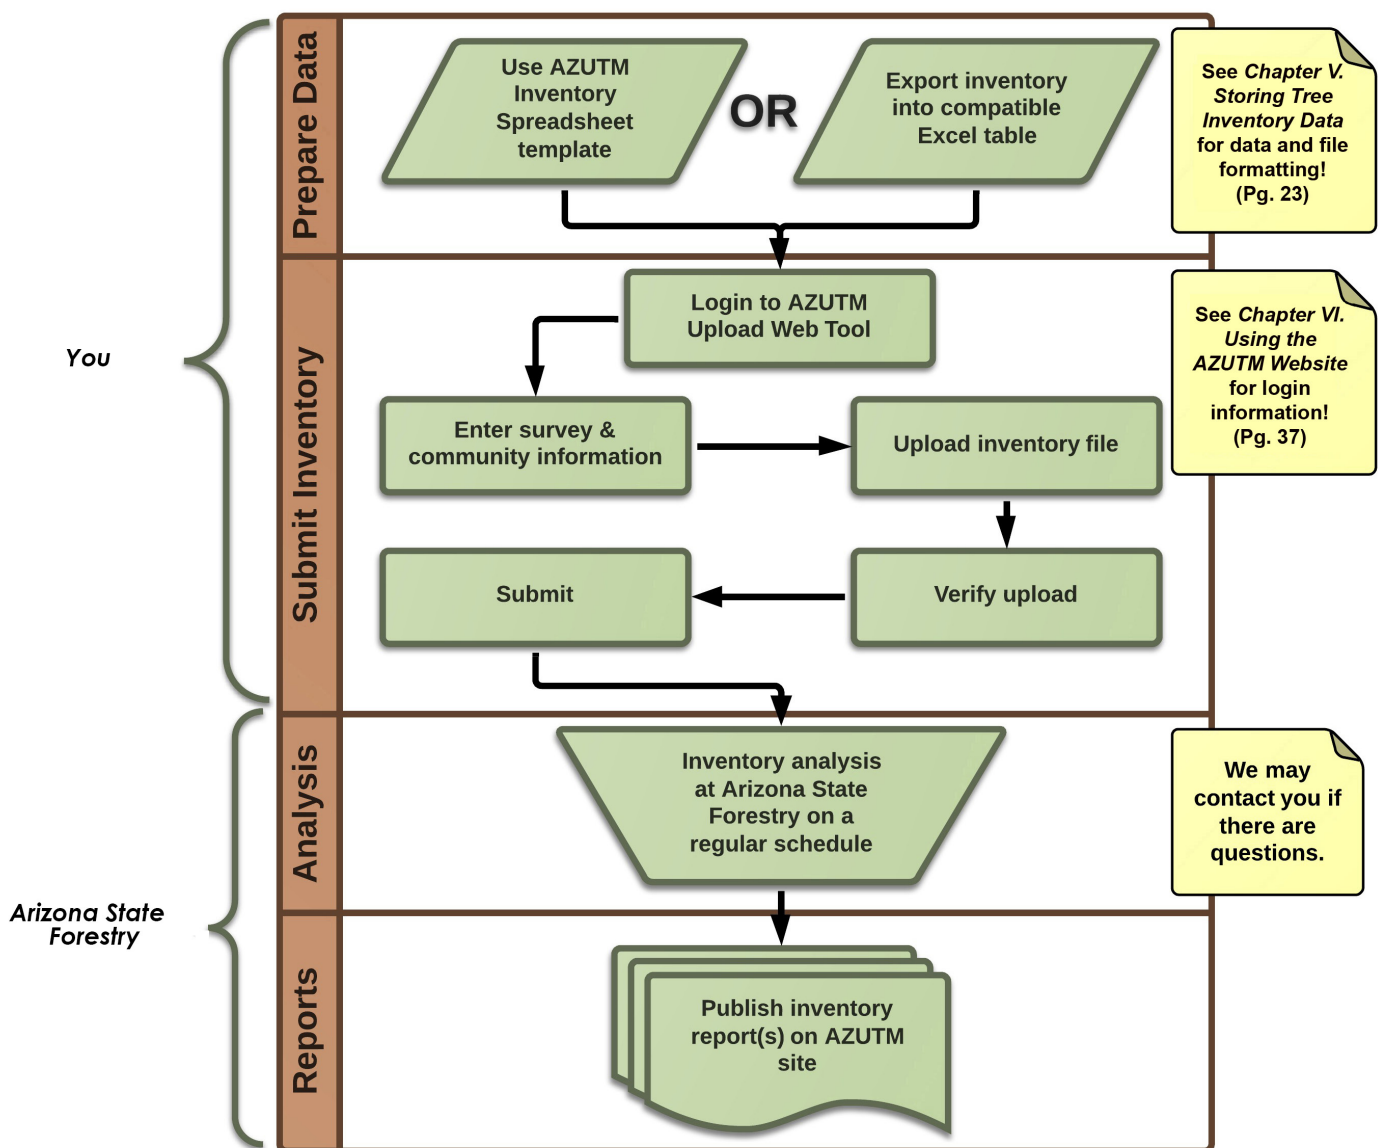 Prepare Data
Use AZUTM
Inventory
Spreadsheet
template
OR
Export inventory
into compatible
Excel table
See Chapter V.
Storing Tree
Inventory Data
for data and file
formatting!
(Pg. 23)
You
Submit Inventory
Login to AZUTM
Upload Web Tool
See Chapter VI.
Using the
AZUTM Website
for login
information!
(Pg. 37)
Enter survey &
community information
Upload inventory file
Verify upload
Submit
Arizona State
Forestry
Analysis
Inventory analysis
at Arizona State
Forestry on a
regular schedule
We may
contact you if
there are
questions.
Reports
Publish inventory
report(s) on AZUTM
site